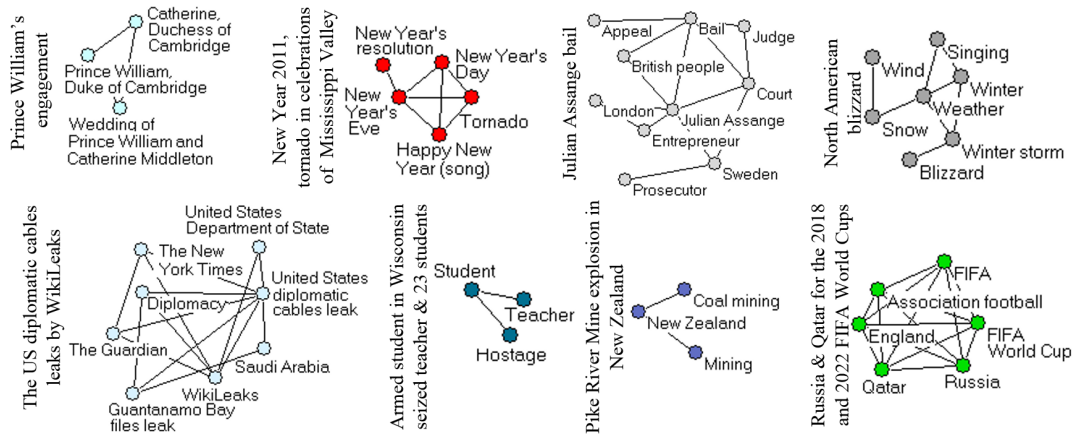 Prince William's
engagement
Catherine,
Duchess of
Cambridge
Prince William,
Duke of Cambridge
Wedding of
Prince William and
Catherine Middleton
New Year 2011,
tornado in celebrations
of Mississippi Valley
New Year's
resolution
New Year's
Day
New
Year's
Eve
Tornado
Happy New
Year (song)
Julian Assange bail
Appeal
Bail
Judge
British people
Court
London
Julian Assange
Entrepreneur
Sweden
Prosecutor
North American
blizzard
Singing
Wind
Winter
Weather
Snow
Winter storm
Blizzard
The US diplomatic cables
leaks by WikiLeaks
United States
Department of State
The New
York Times
United States
diplomatic
cables leak
Diplomacy
The Guardian
Saudi Arabia
WikiLeaks
Guantanamo Bay
files leak
Armed student in Wisconsin
seized teacher & 23 students
Student
Teacher
Hostage
Pike River Mine explosion in
New Zealand
Coal mining
New Zealand
Mining
Russia & Qatar for the 2018
and 2022 FIFA World Cups
FIFA
Association football
England
FIFA
World Cup
Qatar
Russia